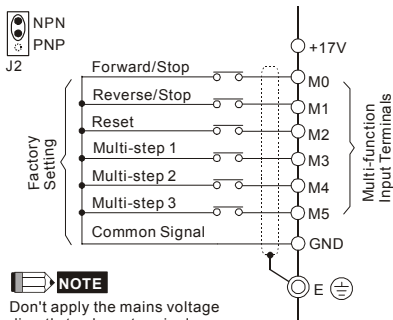 NPN
PNP
J2
+17V
Forward/Stop
M0
Reverse/Stop
M1
Reset
M2
Multi-step 1
M3
Multi-step 2
M4
Multi-step 3
M5
Common Signal
GND
Factory
Setting
Multi-function
Input Terminals
E
NOTE
Don't apply the mains voltage